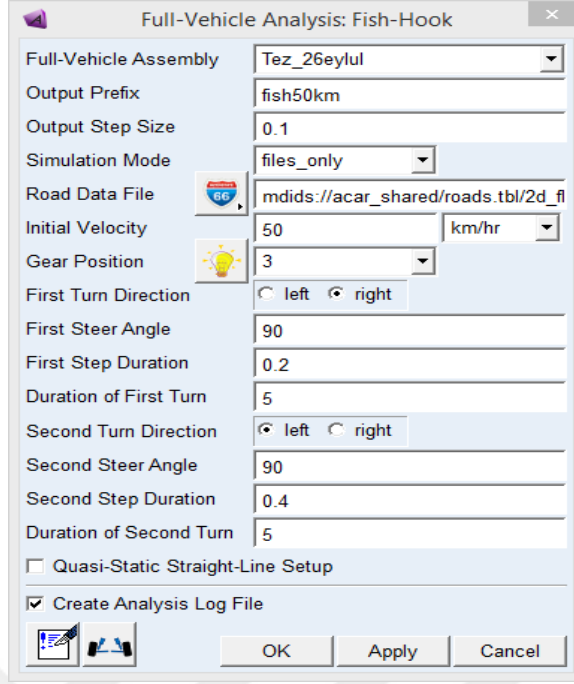 Full-Vehicle Analysis: Fish-Hook
Full-Vehicle Assembly Tez_26eylul
Output Prefix fish50km
Output Step Size 0.1
Simulation Mode files_only
Road Data File 66 mdids://acar_shared/roads.tbl/2d_fl
Initial Velocity 50 km/hr
Gear Position 3
First Turn Direction left right
First Steer Angle 90
First Step Duration 0.2
Duration of First Turn 5
Second Turn Direction left right
Second Steer Angle 90
Second Step Duration 0.4
Duration of Second Turn 5
Quasi-Static Straight-Line Setup
Create Analysis Log File
OK Apply Cancel